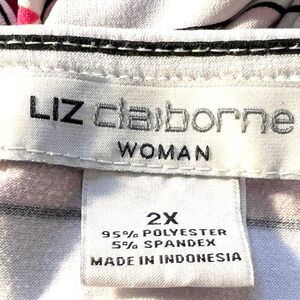 LIZ claiborne
WOMAN
2X
95% POLYESTER
5% SPANDEX
MADE IN INDONESIA